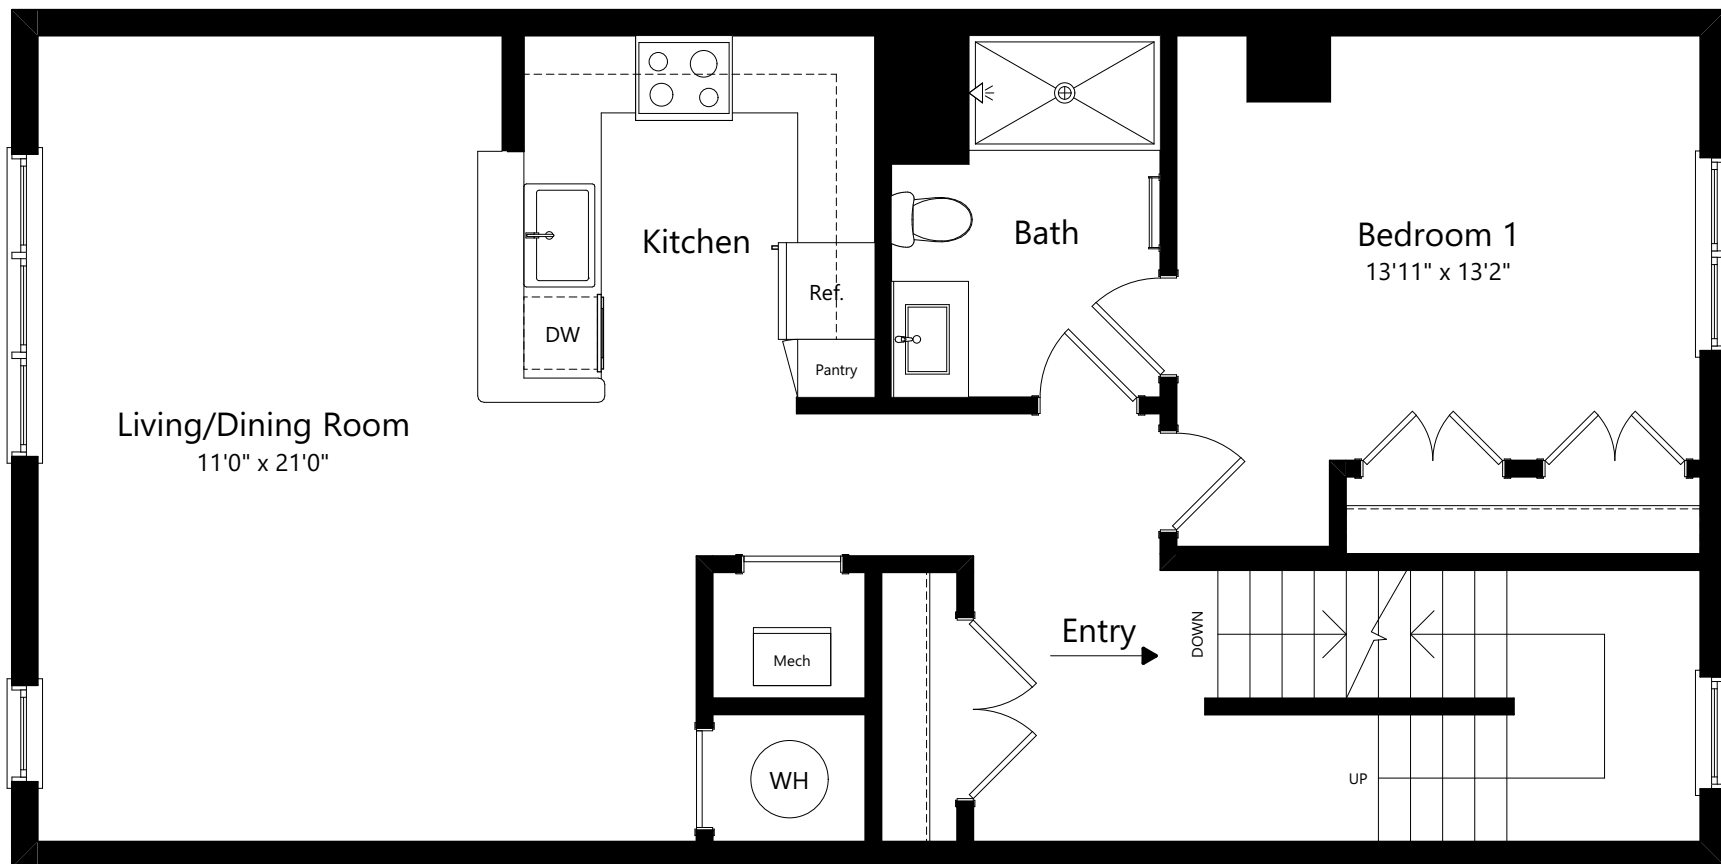 Kitchen
Ref.
DW
Pantry
Bath
Bedroom 1
13'11" x 13'2"
Living/Dining Room
11'0" x 21'0"
Mech
WH
Entry
DOWN
UP